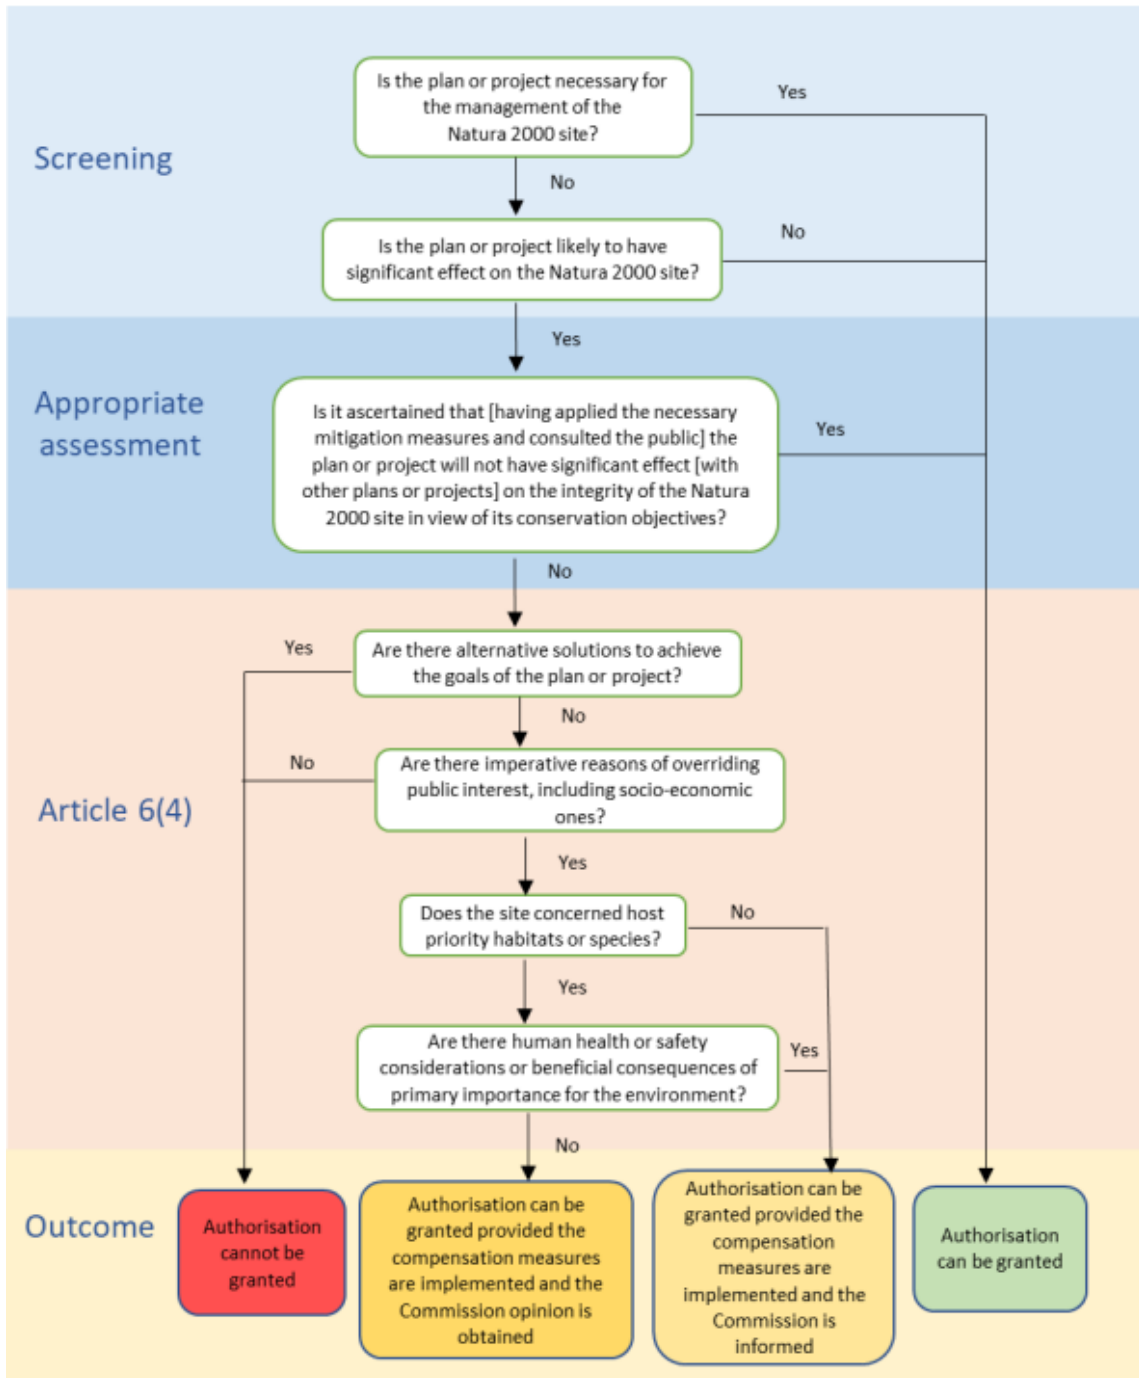 Is the plan or project necessary for
the management of the
Natura 2000 site?
Yes
Screening
No
Is the plan or project likely to have
significant effect on the Natura 2000 site?
No
Yes
Appropriate
assessment
Is it ascertained that [having applied the necessary
mitigation measures and consulted the public] the
plan or project will not have significant effect [with
other plans or projects] on the integrity of the Natura
2000 site in view of its conservation objectives?
Yes
No
Yes
Are there alternative solutions to achieve
the goals of the plan or project?
No
No
Are there imperative reasons of overriding
public interest, including socio-economic
ones?
Article 6(4)
Yes
Does the site concerned host
priority habitats or species?
No
Yes
Are there human health or safety
considerations or beneficial consequences of
primary importance for the environment?
Yes
No
Outcome
Authorisation
cannot be
granted
Authorisation can be
granted provided the
compensation measures
are implemented and the
Commission opinion is
obtained
Authorisation can be
granted provided the
compensation
measures are
implemented and the
Commission is
informed
Authorisation
can be granted